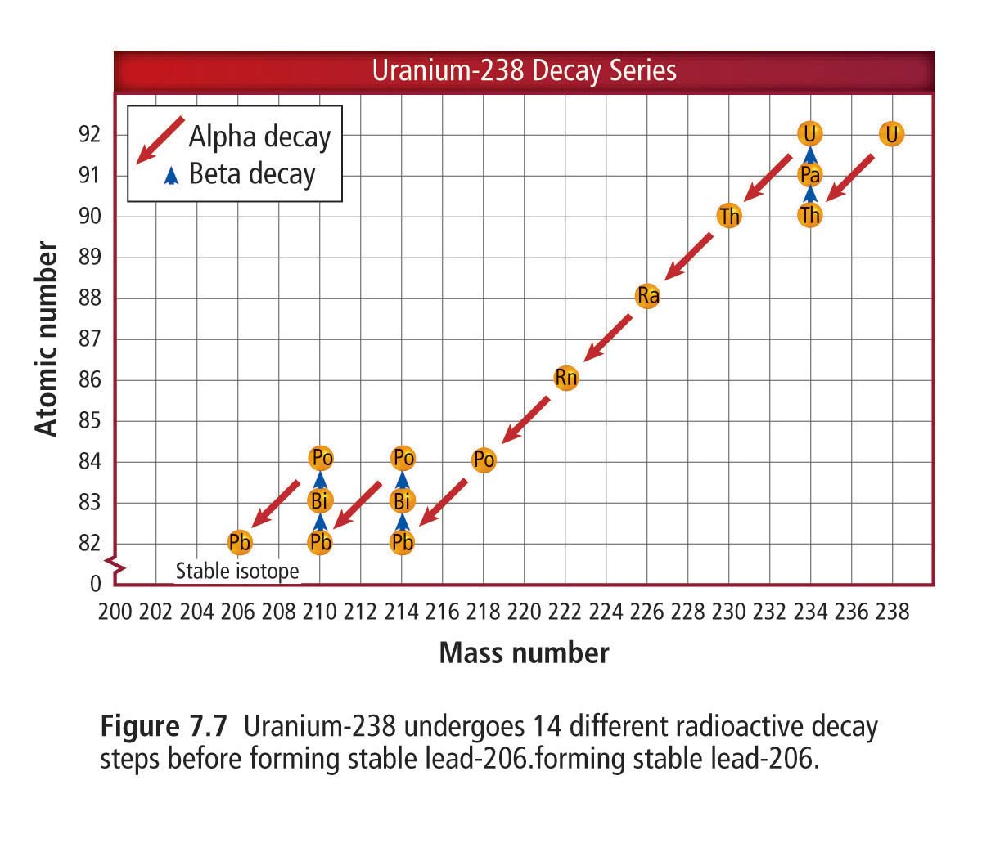 Uranium-238 Decay Series
Alpha decay
Beta decay
Atomic number
92
91
90
89
88
87
86
85
84
83
82
0
U
U
Pa
Th
Th
Ra
Rn
Po
Po
Po
Bi
Bi
Pb
Pb
Pb
Stable isotope
200 202 204 206 208 210 212 214 216 218 220 222 224 226 228 230 232 234 236 238
Mass number
Figure 7.7 Uranium-238 undergoes 14 different radioactive decay
steps before forming stable lead-206.forming stable lead-206.